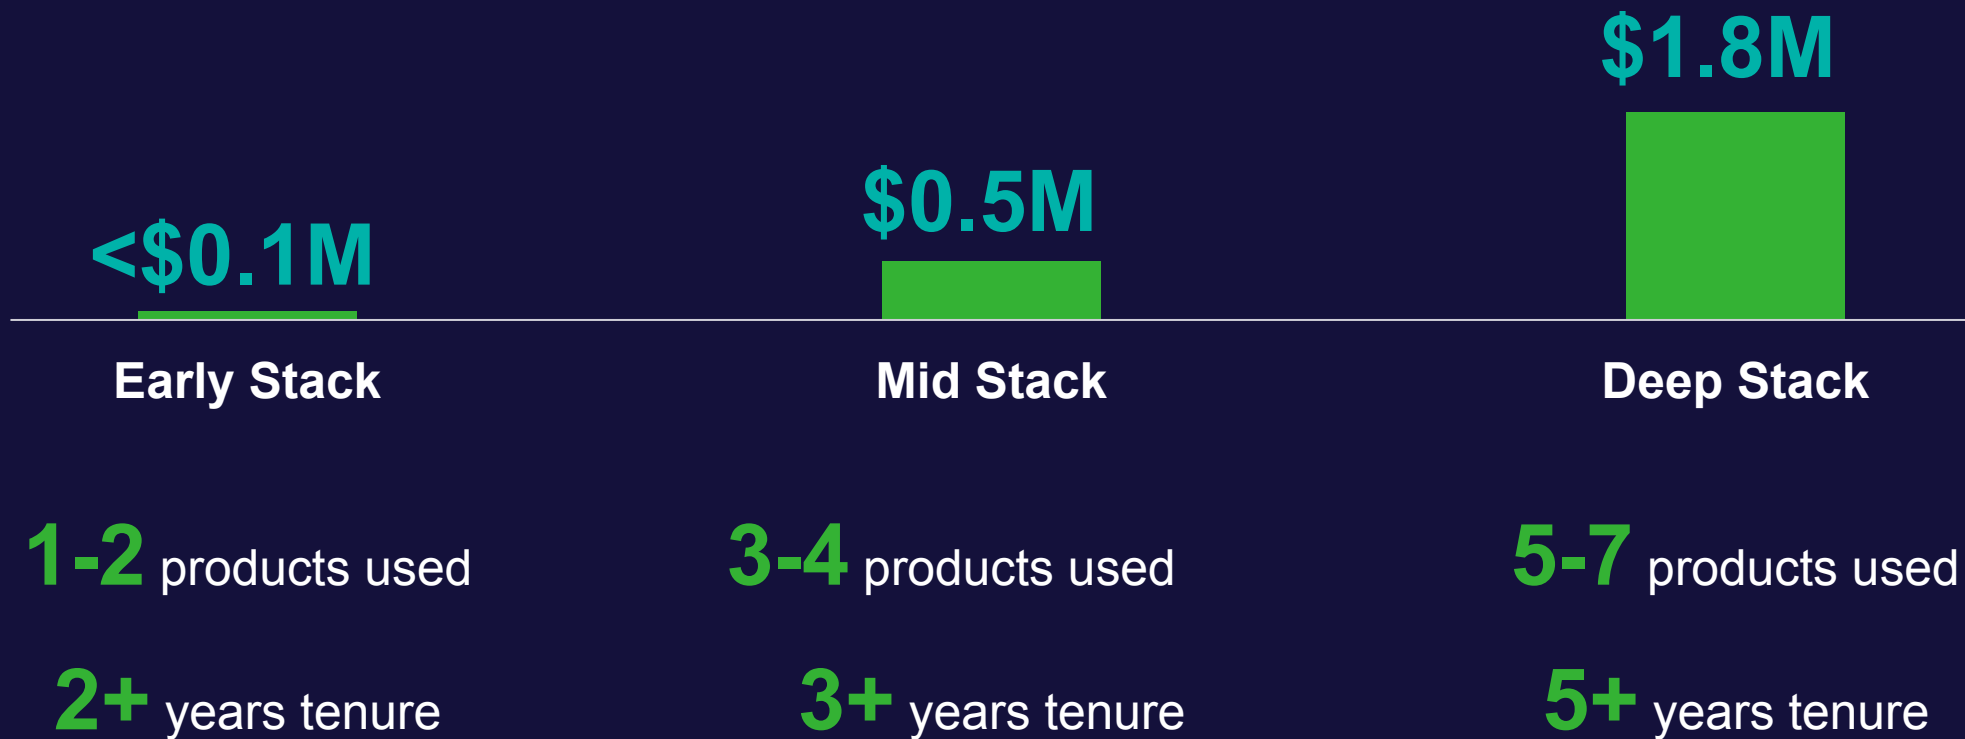 <$0.1M
$0.5M
$1.8M
Early Stack
Mid Stack
Deep Stack
1-2 products used
3-4 products used
5-7 products used
2+ years tenure
3+ years tenure
5+ years tenure